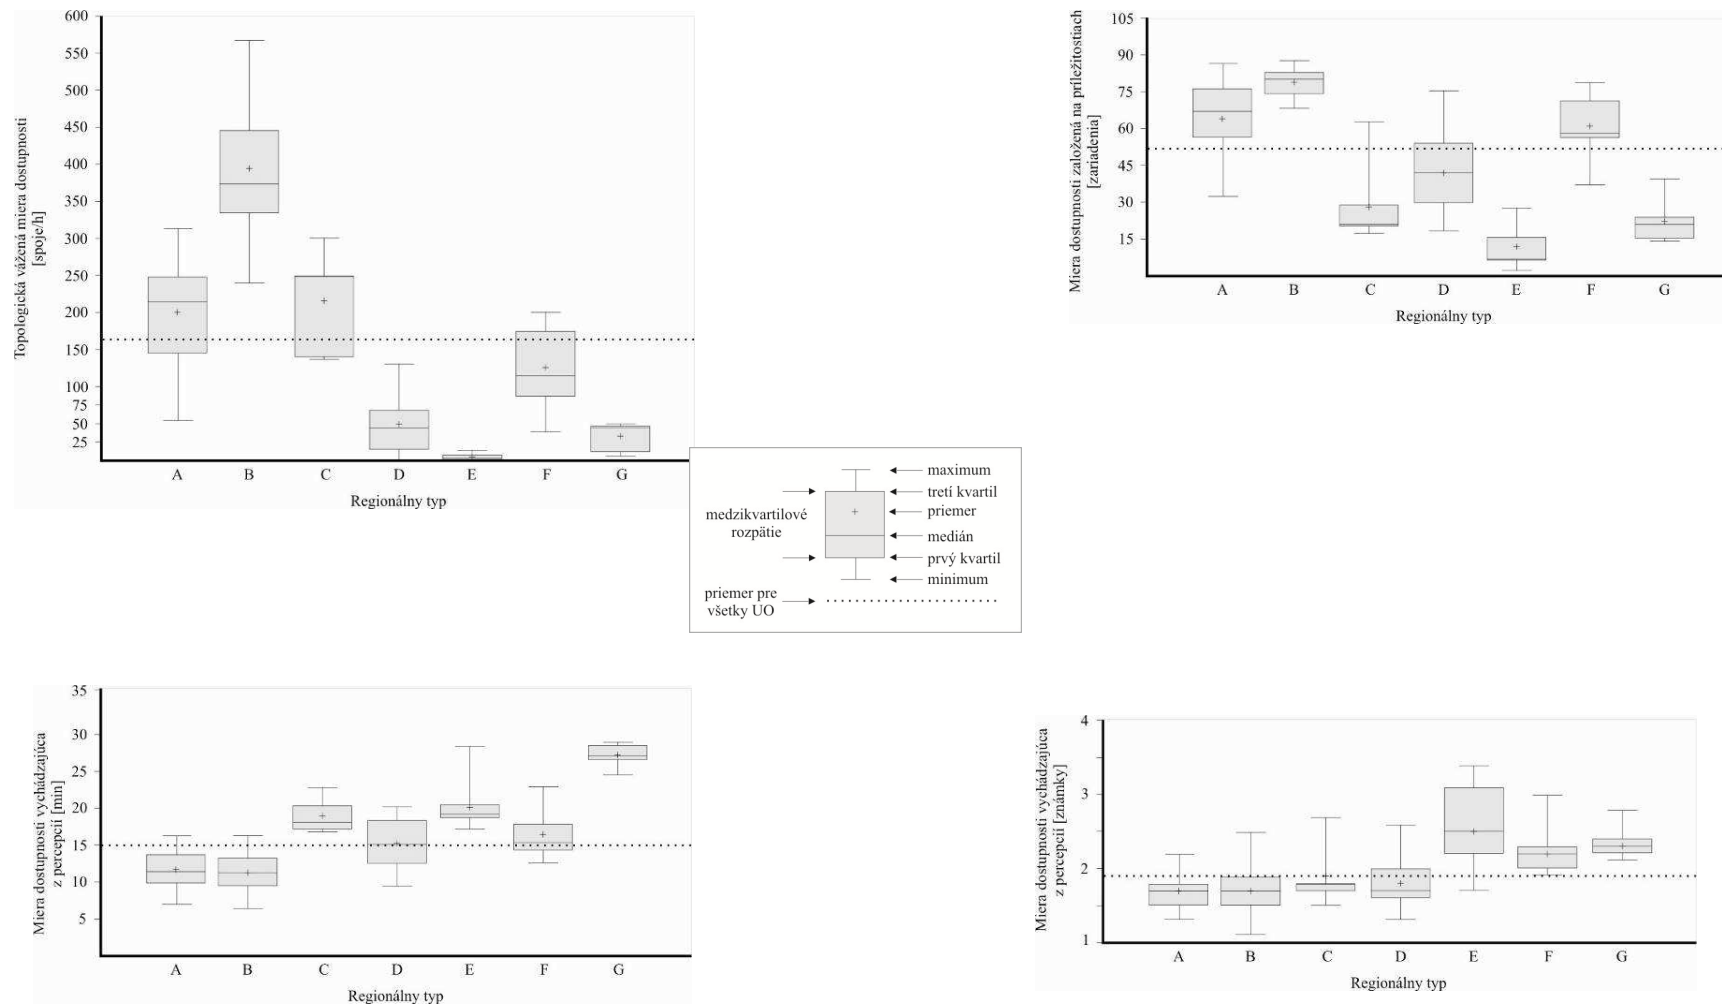 Topologická vážená miera dostupnosti
[spoje/h]
600
550
500
450
400
350
300
250
200
150
100
75
50
25
A B C D E F G
Regionálny typ
Miera dostupnosti založená na príležitostiach
[zariadenia]
105
90
75
60
45
30
15
A B C D E F G
Regionálny typ
maximum
tretí kvartil
priemer
medián
prvý kvartil
minimum
medzikvartilové
rozpätie
priemer pre
všetky UO
Miera dostupnosti vychádzajúca
z percepcií [min]
35
30
25
20
15
10
5
A B C D E F G
Regionálny typ
Miera dostupnosti vychádzajúca
z percepcií [známky]
4
3
2
1
A B C D E F G
Regionálny typ